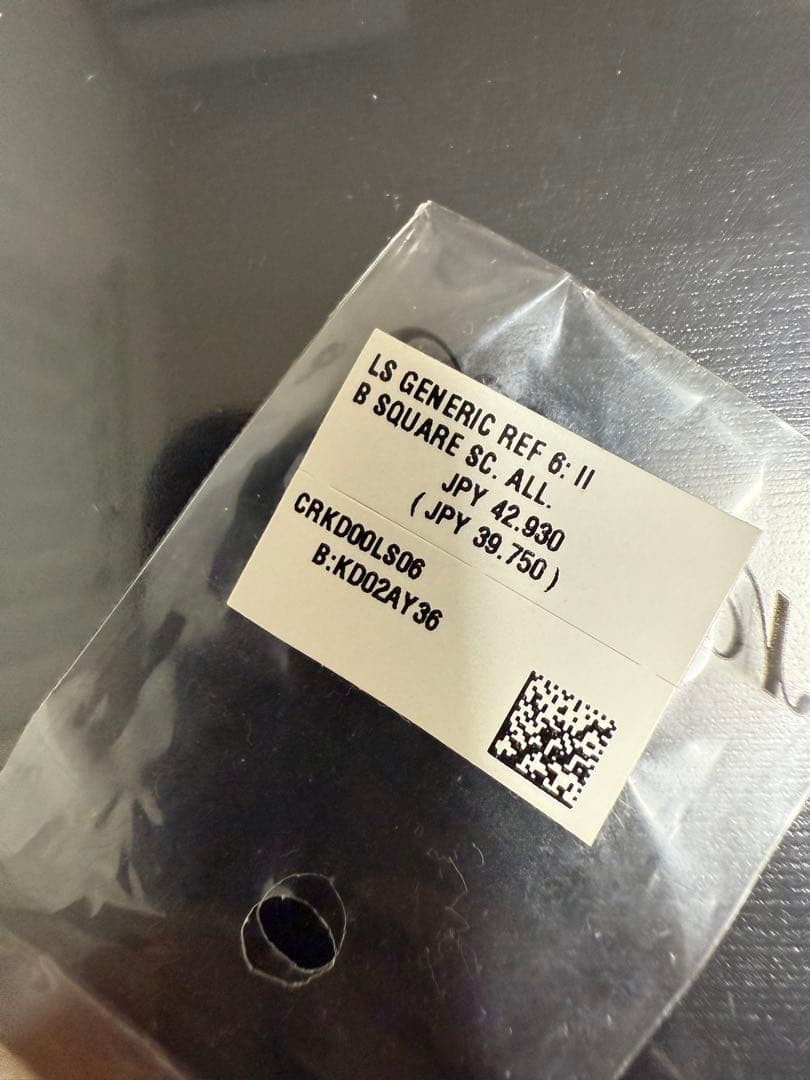 LS GENERIC REF 6: II
B SQUARE SC. ALL.
JPY 42.930
( JPY 39.750 )
CRKD00LS06
B:KD02AY36